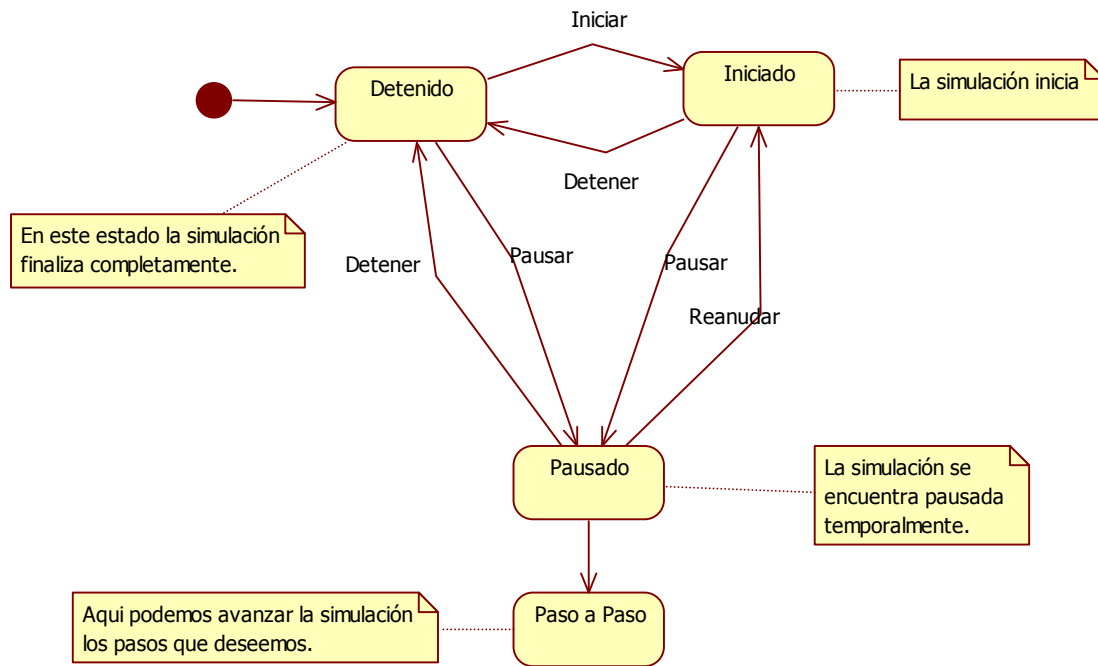 Iniciar
Detenido
Iniciado
La simulación inicia
Detener
En este estado la simulación
finaliza completamente.
Detener
Pausar
Pausar
Reanudar
Pausado
La simulación se
encuentra pausada
temporalmente.
Aqui podemos avanzar la simulación
los pasos que deseemos.
Paso a Paso